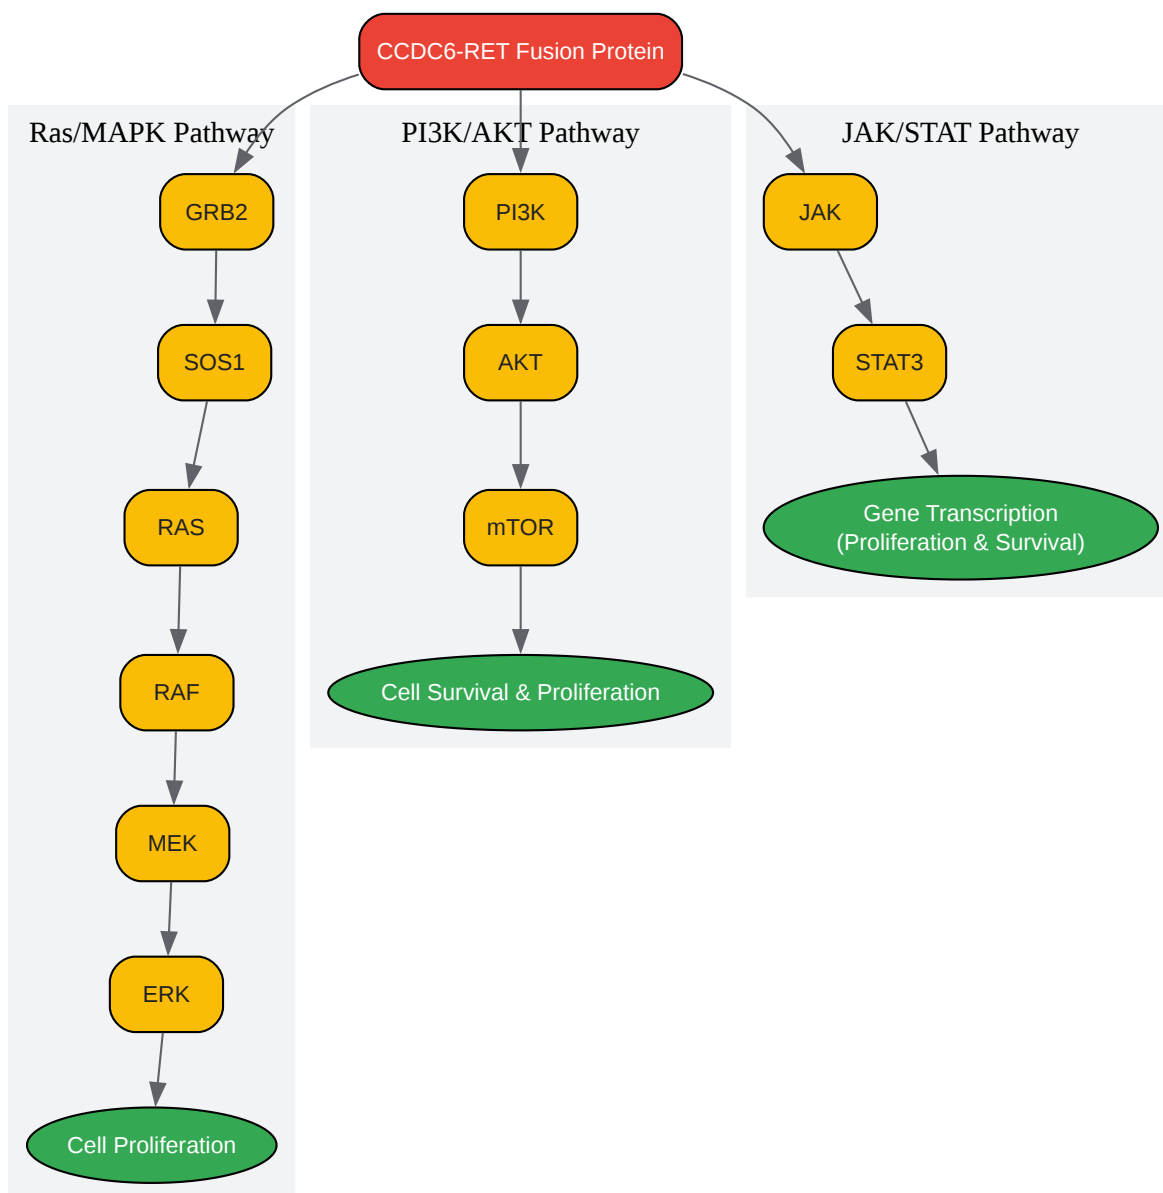 CCDC6-RET Fusion Protein
Ras/MAPK Pathway
GRB2
SOS1
RAS
RAF
MEK
ERK
Cell Proliferation
PI3K/AKT Pathway
PI3K
AKT
mTOR
Cell Survival & Proliferation
JAK/STAT Pathway
JAK
STAT3
Gene Transcription
(Proliferation & Survival)